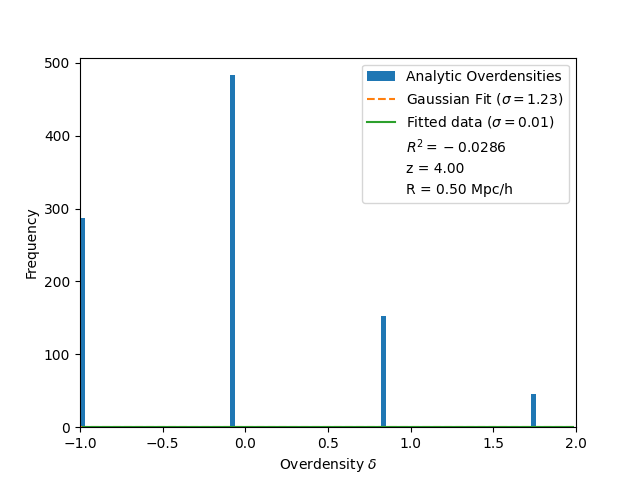 500
400
300
200
100
0
Frequency
−1.0 −0.5 0.0 0.5 1.0 1.5 2.0
Overdensity δ
Analytic Overdensities
Gaussian Fit (σ = 1.23)
Fitted data (σ = 0.01)
R² = −0.0286
z = 4.00
R = 0.50 Mpc/h